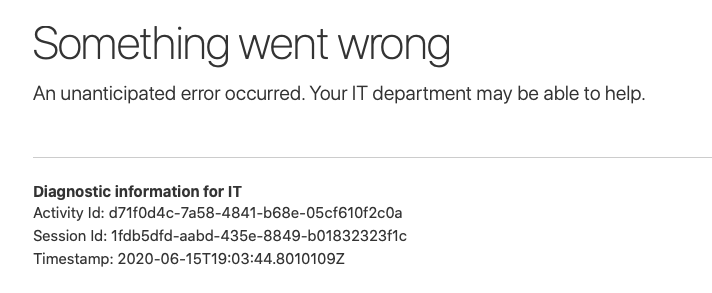 Something went wrong
An unanticipated error occurred. Your IT department may be able to help.
Diagnostic information for IT
Activity Id: d71f0d4c-7a58-4841-b68e-05cf610f2c0a
Session Id: 1fdb5dfd-aabd-435e-8849-b01832323f1c
Timestamp: 2020-06-15T19:03:44.8010109Z